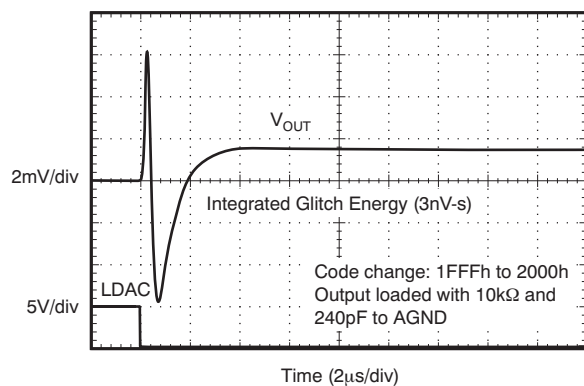 V_OUT
2mV/div
Integrated Glitch Energy (3nV-s)
LDAC
Code change: 1FFFh to 2000h
Output loaded with 10kΩ and
240pF to AGND
5V/div
Time (2μs/div)